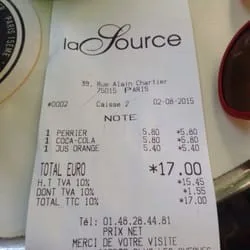 la Source
39, Rue Alain Chartier
75015 PARIS
#0002 Caisse 2 02-08-2015
NOTE
1 PERRIER 5.80 *5.80
1 COCA-COLA 5.80 *5.80
1 JUS ORANGE 5.40 *5.40
TOTAL EURO *17.00
H.T TVA 10% *15.45
DONT TVA 10% *1.55
TOTAL TTC 10% *17.00
Tél: 01.48.28.44.81
PRIX NET
MERCI DE VOTRE VISITE